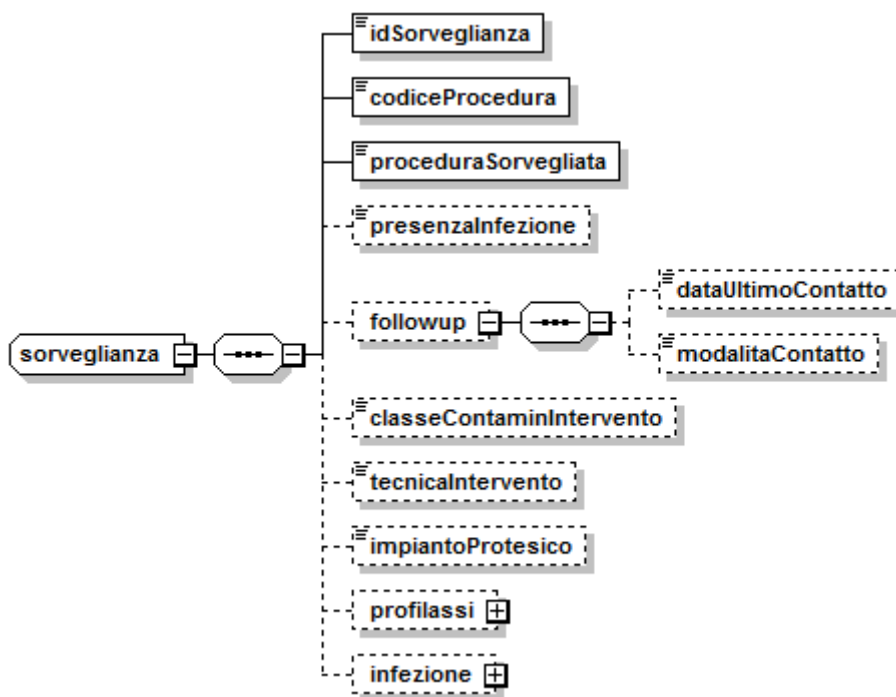 idSorveglianza
codiceProcedura
proceduraSorvegliata
presenzaInfezione
followup
dataUltimoContatto
modalitaContatto
sorveglianza
classeContaminIntervento
tecnicaIntervento
impiantoProtesico
profilassi
infezione